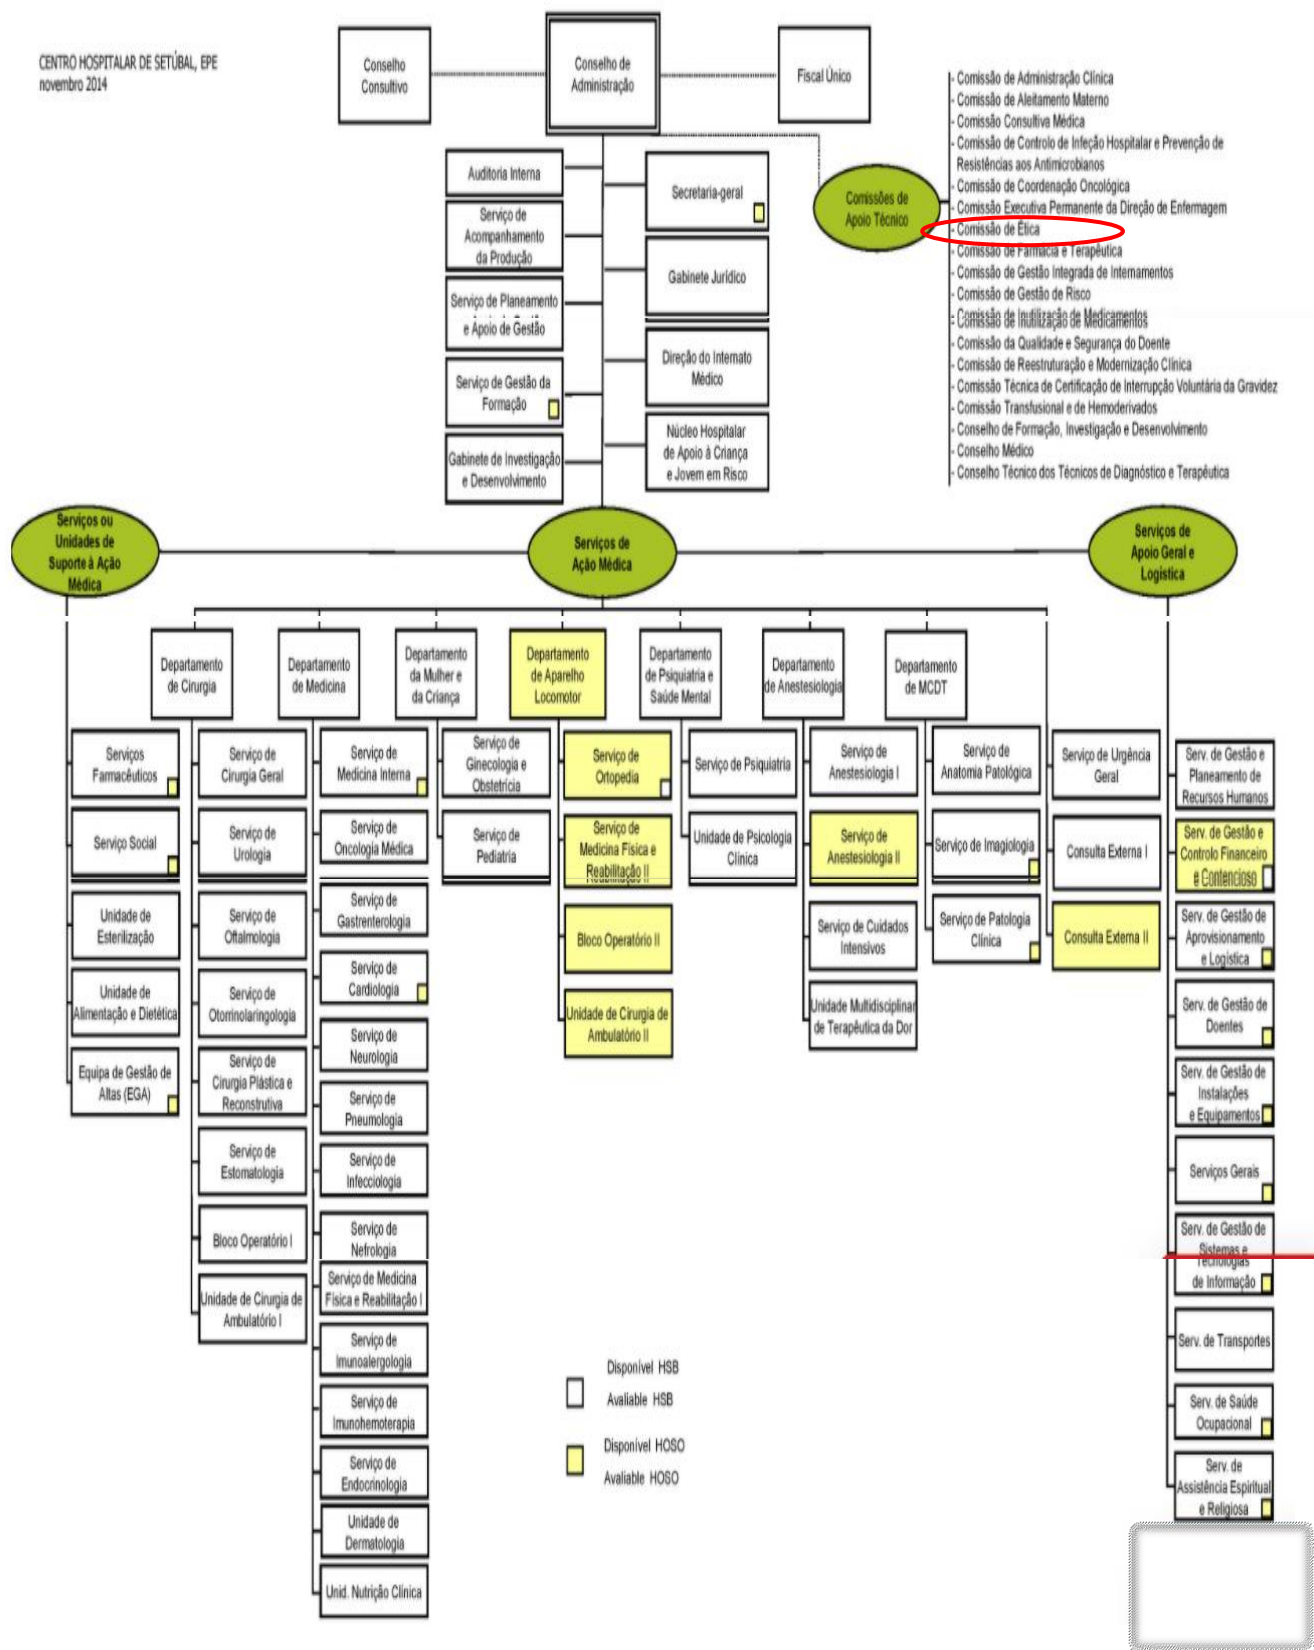 CENTRO HOSPITALAR DE SETÚBAL, EPE
novembro 2014
Conselho
Consultivo
Conselho de
Administração
Fiscal Único
Auditoria Interna
Serviço de
Acompanhamento
da Produção
Serviço de Planeamento
e Apoio de Gestão
Serviço de Gestão da
Formação
Gabinete de Investigação
e Desenvolvimento
Secretaria-geral
Gabinete Jurídico
Direção do Internato
Médico
Núcleo Hospitalar
de Apoio à Criança
e Jovem em Risco
Comissões de
Apoio Técnico
- Comissão de Administração Clínica
- Comissão de Aleitamento Materno
- Comissão Consultiva Médica
- Comissão de Controlo de Infeção Hospitalar e Prevenção de
Resistências aos Antimicrobianos
- Comissão de Coordenação Oncológica
- Comissão Executiva Permanente da Direção de Enfermagem
- Comissão de Ética
- Comissão de Farmácia e Terapêutica
- Comissão de Gestão Integrada de Internamentos
- Comissão de Gestão de Risco
- Comissão de Inutilização de Medicamentos
- Comissão de Inutilização de Medicamentos
- Comissão da Qualidade e Segurança do Doente
- Comissão de Reestruturação e Modernização Clínica
- Comissão Técnica de Certificação de Interrupção Voluntária da Gravidez
- Comissão Transfusional e de Hemoderivados
- Conselho de Formação, Investigação e Desenvolvimento
- Conselho Médico
- Conselho Técnico dos Técnicos de Diagnóstico e Terapêutica
Serviços ou
Unidades de
Suporte à Ação
Médica
Serviços de
Ação Médica
Serviços de
Apoio Geral e
Logística
Departamento
de Cirurgia
Departamento
de Medicina
Departamento
da Mulher e
da Criança
Departamento
de Aparelho
Locomotor
Departamento
de Psiquiatria e
Saúde Mental
Departamento
de Anestesiologia
Departamento
de MCDT
Serviços
Farmacêuticos
Serviço Social
Unidade de
Esterilização
Unidade de
Alimentação e Dietética
Equipa de Gestão de
Altas (EGA)
Serviço de
Cirurgia Geral
Serviço de
Urologia
Serviço de
Oftalmologia
Serviço de
Otorrinolaringologia
Serviço de
Cirurgia Plástica e
Reconstrutiva
Serviço de
Estomatologia
Bloco Operatório I
Unidade de Cirurgia de
Ambulatório I
Serviço de
Medicina Interna
Serviço de
Oncologia Médica
Serviço de
Gastrenterologia
Serviço de
Cardiologia
Serviço de
Neurologia
Serviço de
Pneumologia
Serviço de
Infecciologia
Serviço de
Nefrologia
Serviço de Medicina
Física e Reabilitação I
Serviço de
Imunoalergologia
Serviço de
Imunohemoterapia
Serviço de
Endocrinologia
Unidade de
Dermatologia
Unid. Nutrição Clínica
Serviço de
Ginecologia e
Obstetrícia
Serviço de
Pediatria
Serviço de
Ortopedia
Serviço de
Medicina Física e
Reabilitação II
Bloco Operatório II
Unidade de Cirurgia de
Ambulatório II
Serviço de Psiquiatria
Unidade de Psicologia
Clínica
Serviço de
Anestesiologia I
Serviço de
Anestesiologia II
Serviço de Cuidados
Intensivos
Unidade Multidisciplinar
de Terapêutica da Dor
Serviço de
Anatomia Patológica
Serviço de Imagiologia
Serviço de Patologia
Clínica
Serviço de Urgência
Geral
Consulta Externa I
Consulta Externa II
Serv. de Gestão e
Planeamento de
Recursos Humanos
Serv. de Gestão e
Controlo Financeiro
e Contencioso
Serv. de Gestão de
Aprovisionamento
e Logística
Serv. de Gestão de
Doentes
Serv. de Gestão de
Instalações
e Equipamentos
Serviços Gerais
Serv. de Gestão de
Sistemas e
Tecnologias
de Informação
Serv. de Transportes
Serv. de Saúde
Ocupacional
Serv. de
Assistência Espiritual
e Religiosa
Disponível HSB
Avaliable HSB
Disponível HOSO
Avaliable HOSO